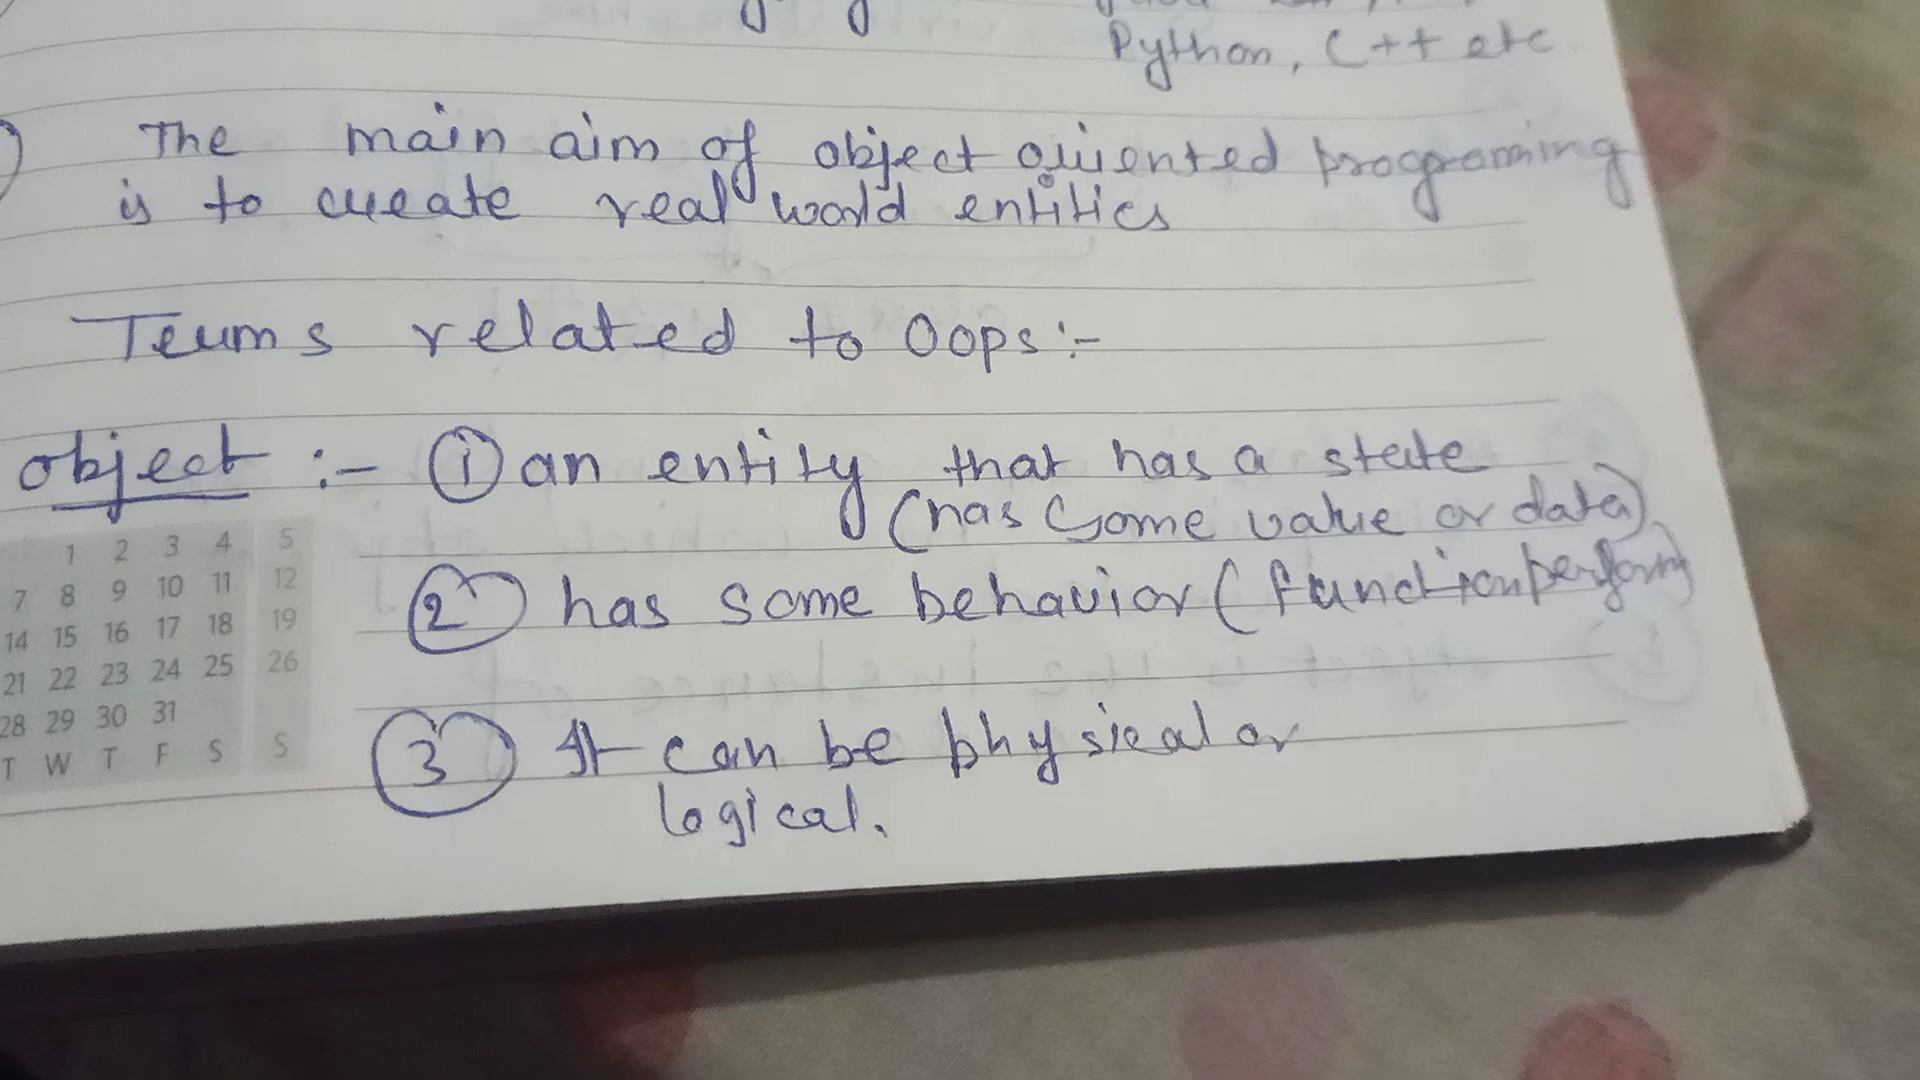 Python, C++ etc
The main aim of object oriented programing
is to create real world entities
Terms related to Oops :-
object :- ① an entity that has a state
(has some value or data)
② has some behavior (function perform)
③ It can be physical or
logical.
1 2 3 4 5
7 8 9 10 11 12
14 15 16 17 18 19
21 22 23 24 25 26
28 29 30 31
T W T F S S